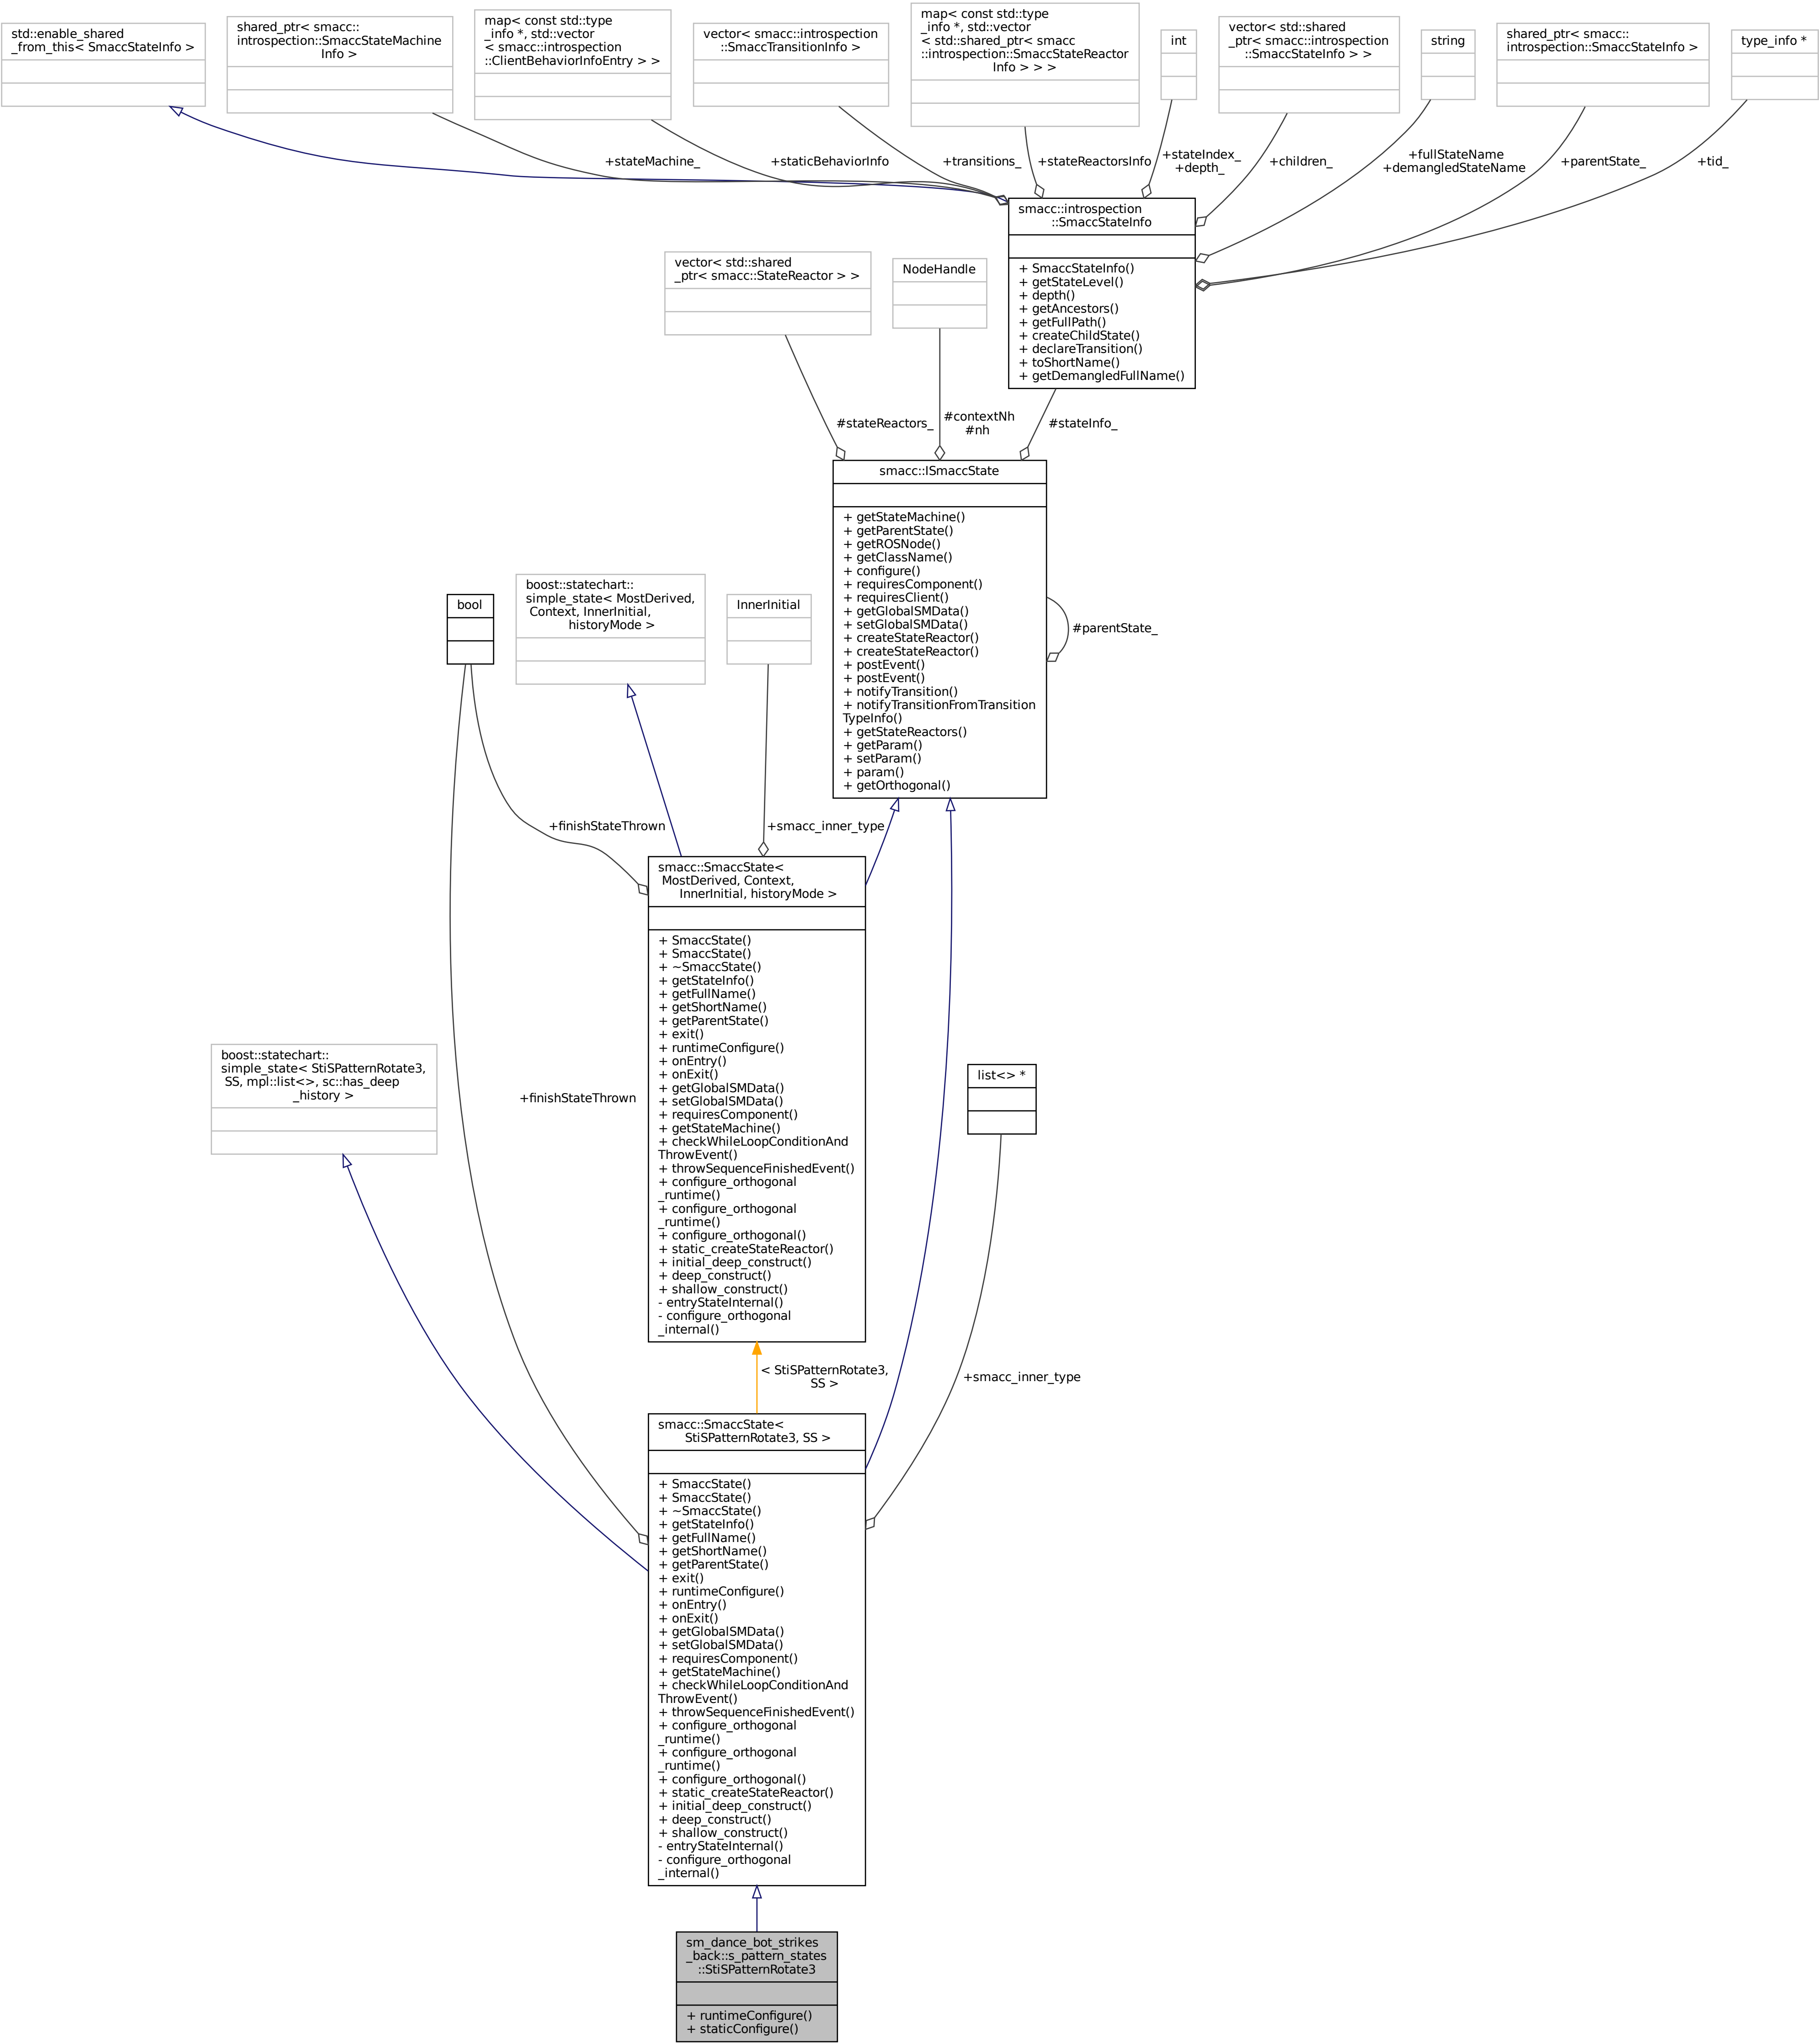 std::enable_shared
_from_this< SmaccStateInfo >
shared_ptr< smacc::
introspection::SmaccStateMachine
Info >
map< const std::type
_info *, std::vector
< smacc::introspection
::ClientBehaviorInfoEntry > >
vector< smacc::introspection
::SmaccTransitionInfo >
map< const std::type
_info *, std::vector
< std::shared_ptr< smacc
::introspection::SmaccStateReactor
Info > > >
int
vector< std::shared
_ptr< smacc::introspection
::SmaccStateInfo > >
string
shared_ptr< smacc::
introspection::SmaccStateInfo >
type_info *
+stateMachine_
+staticBehaviorInfo
+transitions_
+stateReactorsInfo
+stateIndex_
+depth_
+children_
+fullStateName
+demangledStateName
+parentState_
+tid_
smacc::introspection
::SmaccStateInfo
+ SmaccStateInfo()
+ getStateLevel()
+ depth()
+ getAncestors()
+ getFullPath()
+ createChildState()
+ declareTransition()
+ toShortName()
+ getDemangledFullName()
vector< std::shared
_ptr< smacc::StateReactor > >
NodeHandle
#stateReactors_
#contextNh
#nh
#stateInfo_
smacc::ISmaccState
+ getStateMachine()
+ getParentState()
+ getROSNode()
+ getClassName()
+ configure()
+ requiresComponent()
+ requiresClient()
+ getGlobalSMData()
+ setGlobalSMData()
+ createStateReactor()
+ createStateReactor()
+ postEvent()
+ postEvent()
+ notifyTransition()
+ notifyTransitionFromTransition
TypeInfo()
+ getStateReactors()
+ getParam()
+ setParam()
+ param()
+ getOrthogonal()
#parentState_
bool
boost::statechart::
simple_state< MostDerived,
Context, InnerInitial,
historyMode >
InnerInitial
+finishStateThrown
+smacc_inner_type
smacc::SmaccState<
MostDerived, Context,
InnerInitial, historyMode >
+ SmaccState()
+ SmaccState()
+ ~SmaccState()
+ getStateInfo()
+ getFullName()
+ getShortName()
+ getParentState()
+ exit()
+ runtimeConfigure()
+ onEntry()
+ onExit()
+ getGlobalSMData()
+ setGlobalSMData()
+ requiresComponent()
+ getStateMachine()
+ checkWhileLoopConditionAnd
ThrowEvent()
+ throwSequenceFinishedEvent()
+ configure_orthogonal
_runtime()
+ configure_orthogonal
_runtime()
+ configure_orthogonal()
+ static_createStateReactor()
+ initial_deep_construct()
+ deep_construct()
+ shallow_construct()
- entryStateInternal()
- configure_orthogonal
_internal()
boost::statechart::
simple_state< StiSPatternRotate3,
SS, mpl::list<>, sc::has_deep
_history >
+finishStateThrown
list<> *
< StiSPatternRotate3,
SS >
+smacc_inner_type
smacc::SmaccState<
StiSPatternRotate3, SS >
+ SmaccState()
+ SmaccState()
+ ~SmaccState()
+ getStateInfo()
+ getFullName()
+ getShortName()
+ getParentState()
+ exit()
+ runtimeConfigure()
+ onEntry()
+ onExit()
+ getGlobalSMData()
+ setGlobalSMData()
+ requiresComponent()
+ getStateMachine()
+ checkWhileLoopConditionAnd
ThrowEvent()
+ throwSequenceFinishedEvent()
+ configure_orthogonal
_runtime()
+ configure_orthogonal
_runtime()
+ configure_orthogonal()
+ static_createStateReactor()
+ initial_deep_construct()
+ deep_construct()
+ shallow_construct()
- entryStateInternal()
- configure_orthogonal
_internal()
sm_dance_bot_strikes
_back::s_pattern_states
::StiSPatternRotate3
+ runtimeConfigure()
+ staticConfigure()